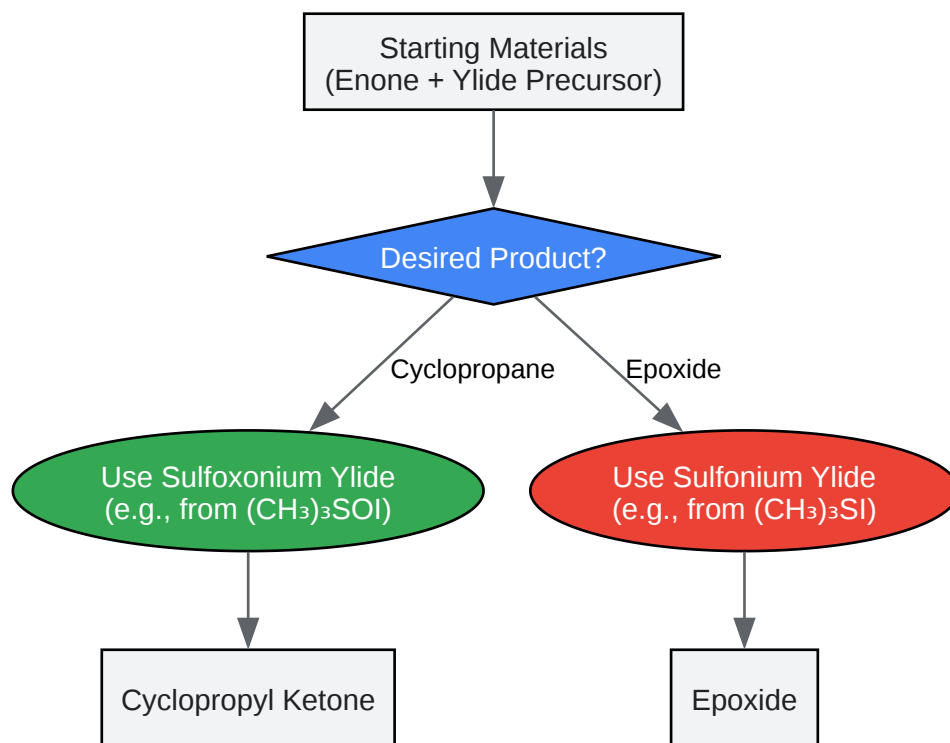 Starting Materials
(Enone + Ylide Precursor)
Desired Product?
Cyclopropane
Epoxide
Use Sulfoxonium Ylide
(e.g., from (CH₃)₃SOI)
Use Sulfonium Ylide
(e.g., from (CH₃)₃SI)
Cyclopropyl Ketone
Epoxide